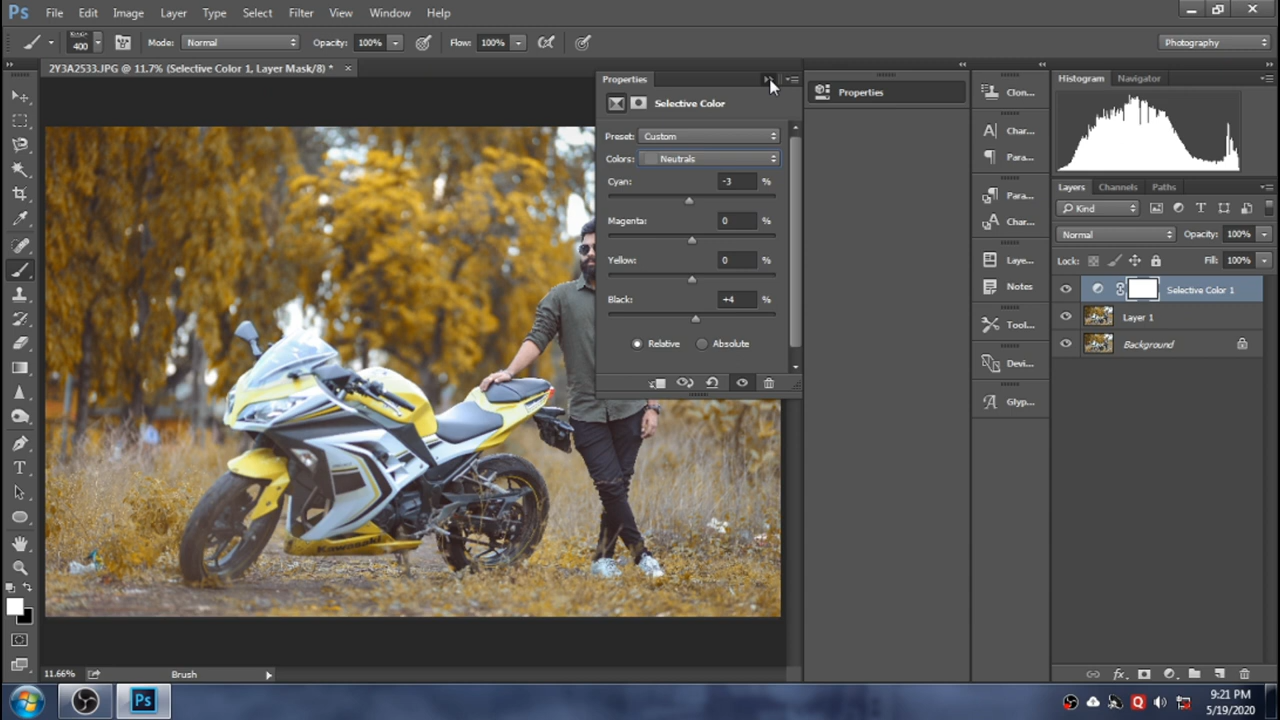 Ps File Edit Image Layer Type Select Filter View Window Help
400 Mode: Normal Opacity: 100% Flow: 100% Photography
2Y3A2533.JPG @ 11.7% (Selective Color 1, Layer Mask/8) *
Properties
Selective Color
Preset: Custom
Colors: Neutrals
Cyan: -3 %
Magenta: 0 %
Yellow: 0 %
Black: +4 %
Relative Absolute
Properties
Clon...
Char...
Para...
Para...
Char...
Laye...
Notes
Tool...
Devi...
Glyp...
Histogram Navigator
Layers Channels Paths
Kind
Normal Opacity: 100%
Lock: Fill: 100%
Selective Color 1
Layer 1
Background
Kawasaki
11.66% Brush
Ps
9:21 PM
5/19/2020